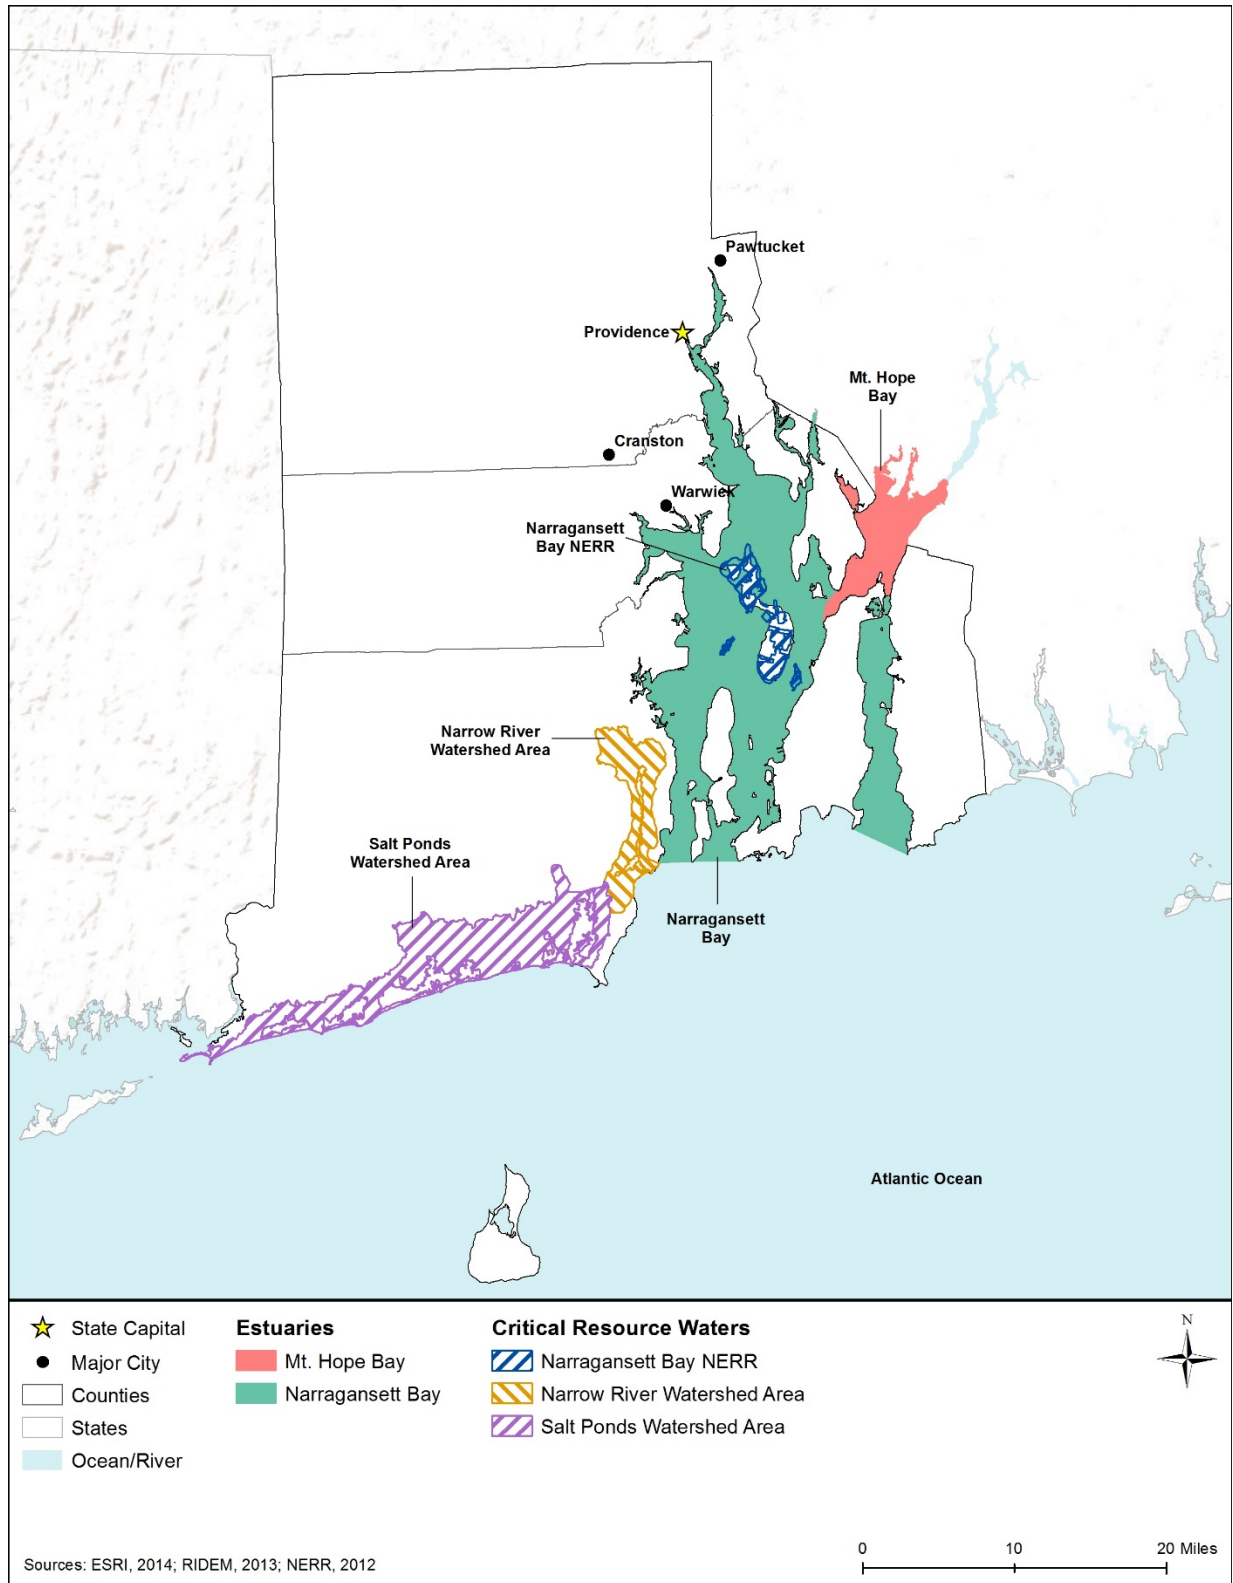 Pawtucket
Providence
Mt. Hope
Bay
Cranston
Warwick
Narragansett
Bay NERR
Narrow River
Watershed Area
Salt Ponds
Watershed Area
Narragansett
Bay
Atlantic Ocean
State Capital
Major City
Counties
States
Ocean/River
Estuaries
Mt. Hope Bay
Narragansett Bay
Critical Resource Waters
Narragansett Bay NERR
Narrow River Watershed Area
Salt Ponds Watershed Area
N
Sources: ESRI, 2014; RIDEM, 2013; NERR, 2012
0 10 20 Miles